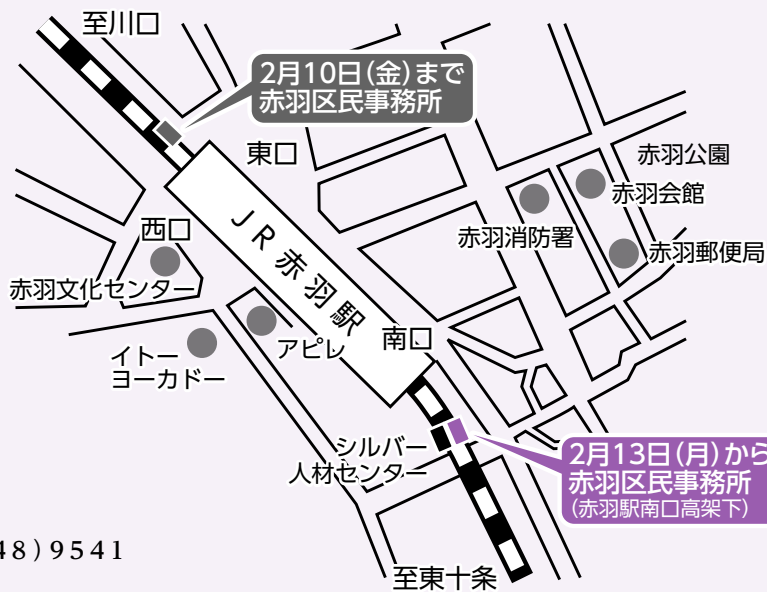 至川口
2月10日(金)まで
赤羽区民事務所
東口
赤羽公園
赤羽会館
赤羽消防署
赤羽郵便局
西口
赤羽文化センター
JR赤羽駅
アピレ
南口
イトー
ヨーカドー
シルバー
人材センター
2月13日(月)から
赤羽区民事務所
(赤羽駅南口高架下)
48)9541
至東十条